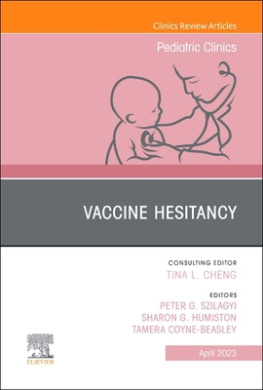 Clinics Review Articles
Pediatric Clinics
VACCINE HESITANCY
CONSULTING EDITOR
TINA L. CHENG
EDITORS
PETER G. SZILAGYI
SHARON G. HUMISTON
TAMERA COYNE-BEASLEY
ELSEVIER
April 2023